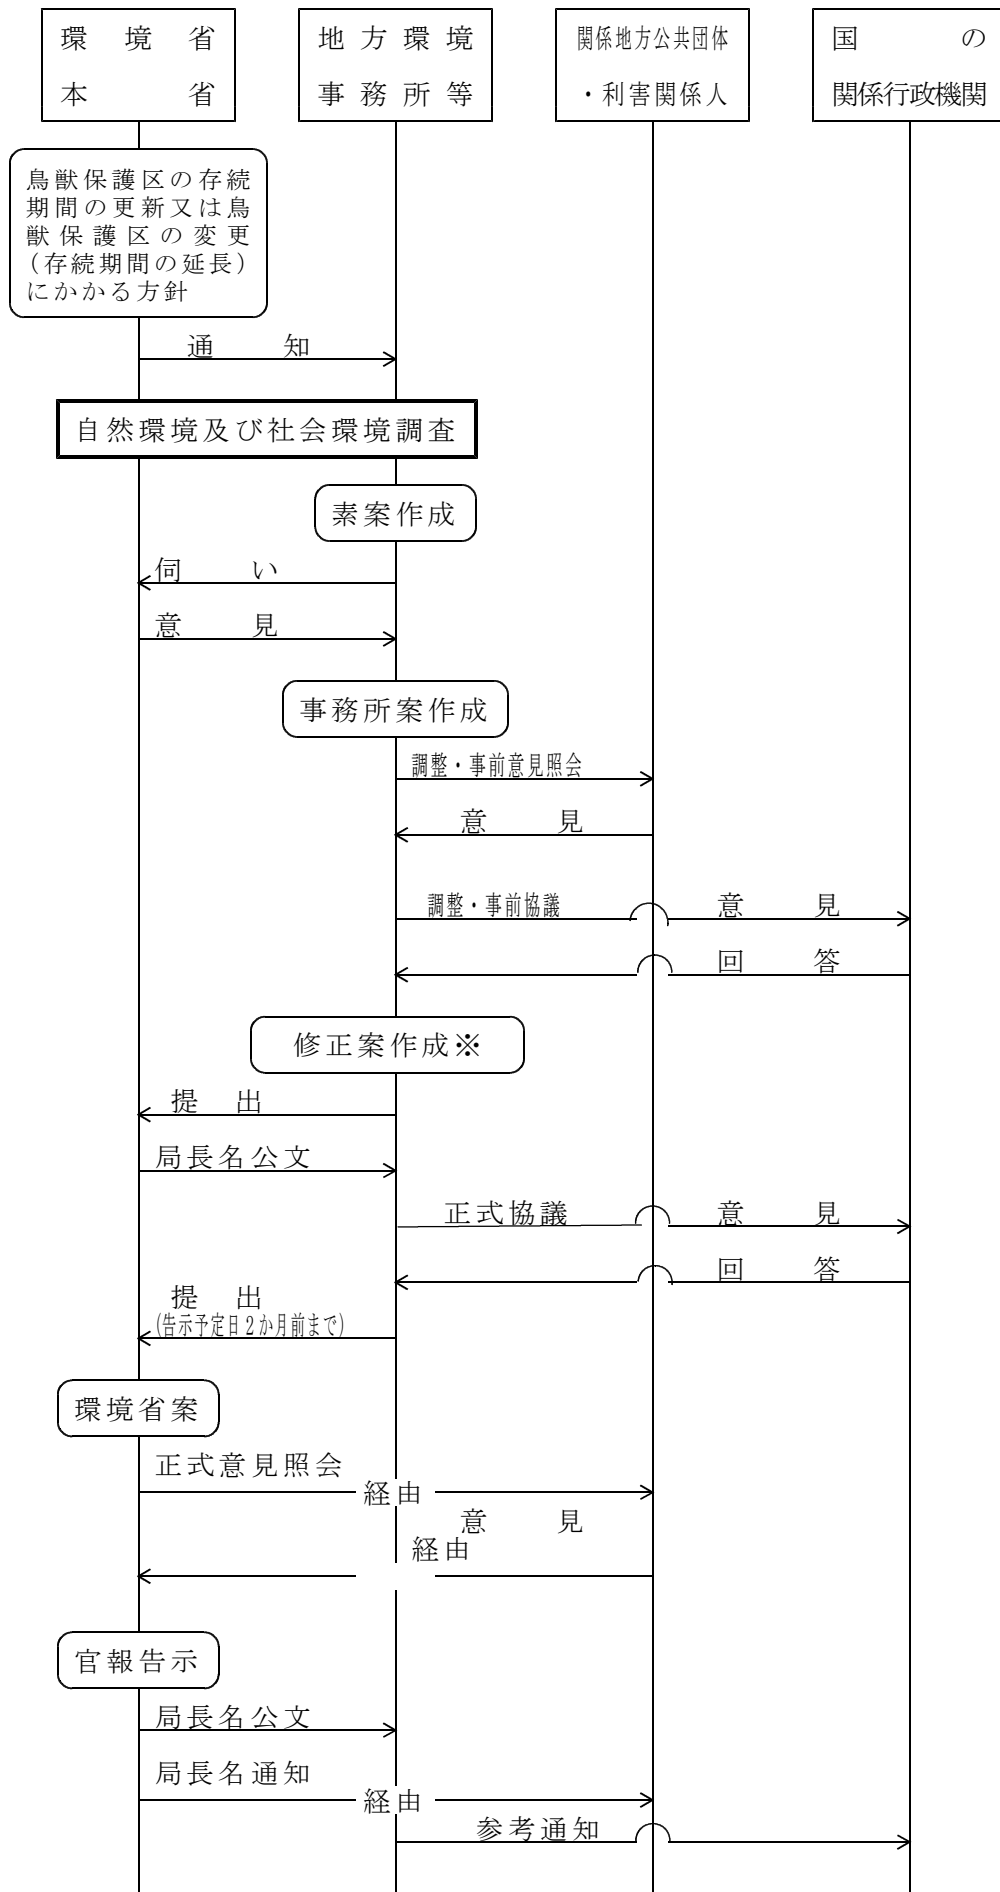 環境省
本省
地方環境
事務所等
関係地方公共団体
・利害関係人
国の
関係行政機関
鳥獣保護区の存続
期間の更新又は鳥
獣保護区の変更
(存続期間の延長)
にかかる方針
通知
自然環境及び社会環境調査
素案作成
伺い
意見
事務所案作成
調整・事前意見照会
意見
調整・事前協議 意見
回答
修正案作成※
提出
局長名公文
正式協議 意見
回答
提出
(告示予定日2か月前まで)
環境省案
正式意見照会
経由
意見
経由
官報告示
局長名公文
局長名通知
経由
参考通知